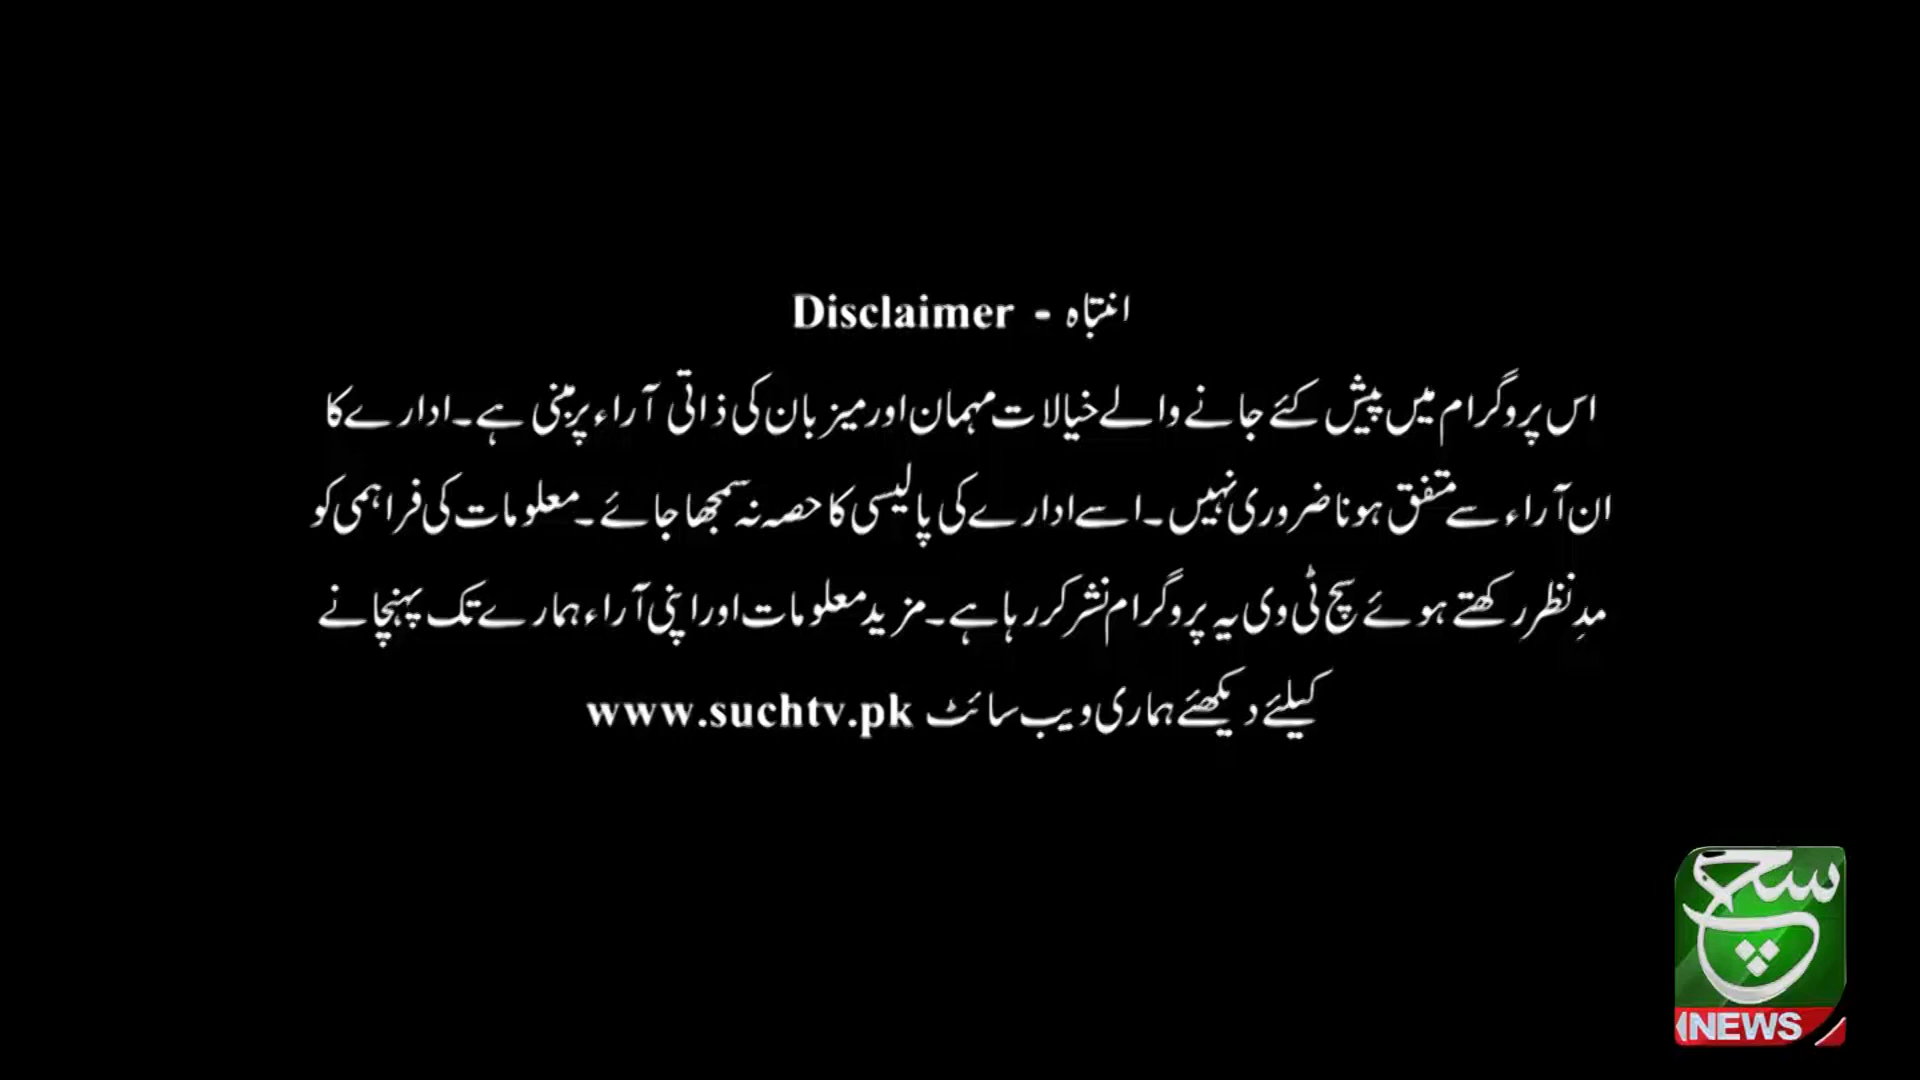 انتباہ - Disclaimer
اس پروگرام میں پیش کئے جانے والے خیالات مہمان اور میزبان کی ذاتی آراء پر مبنی ہے۔ ادارے کا
ان آراء سے متفق ہونا ضروری نہیں۔ اسے ادارے کی پالیسی کا حصہ نہ سمجھا جائے۔ معلومات کی فراہمی کو
مدِنظر رکھتے ہوئے سچ ٹی وی یہ پروگرام نشر کر رہا ہے۔ مزید معلومات اور اپنی آراء ہمارے تک پہنچانے
کیلئے دیکھئے ہماری ویب سائٹ www.suchtv.pk
سچ
NEWS